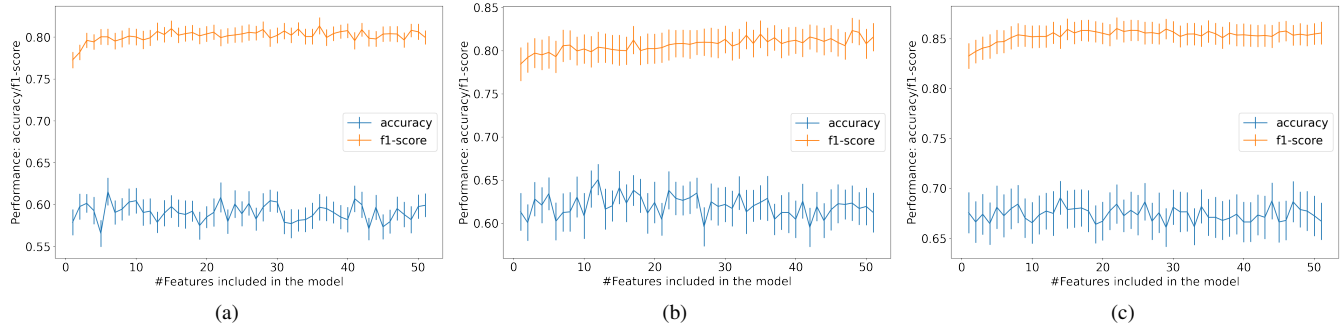 Performance: accuracy/f1-score
0.80
0.75
0.70
0.65
0.60
0.55
accuracy
f1-score
0 10 20 30 40 50
#Features included in the model
(a)
0.85
0.80
0.75
0.70
0.65
0.60
accuracy
f1-score
0 10 20 30 40 50
#Features included in the model
(b)
Performance: accuracy/f1-score
0.85
0.80
0.75
0.70
0.65
accuracy
f1-score
0 10 20 30 40 50
#Features included in the model
(c)